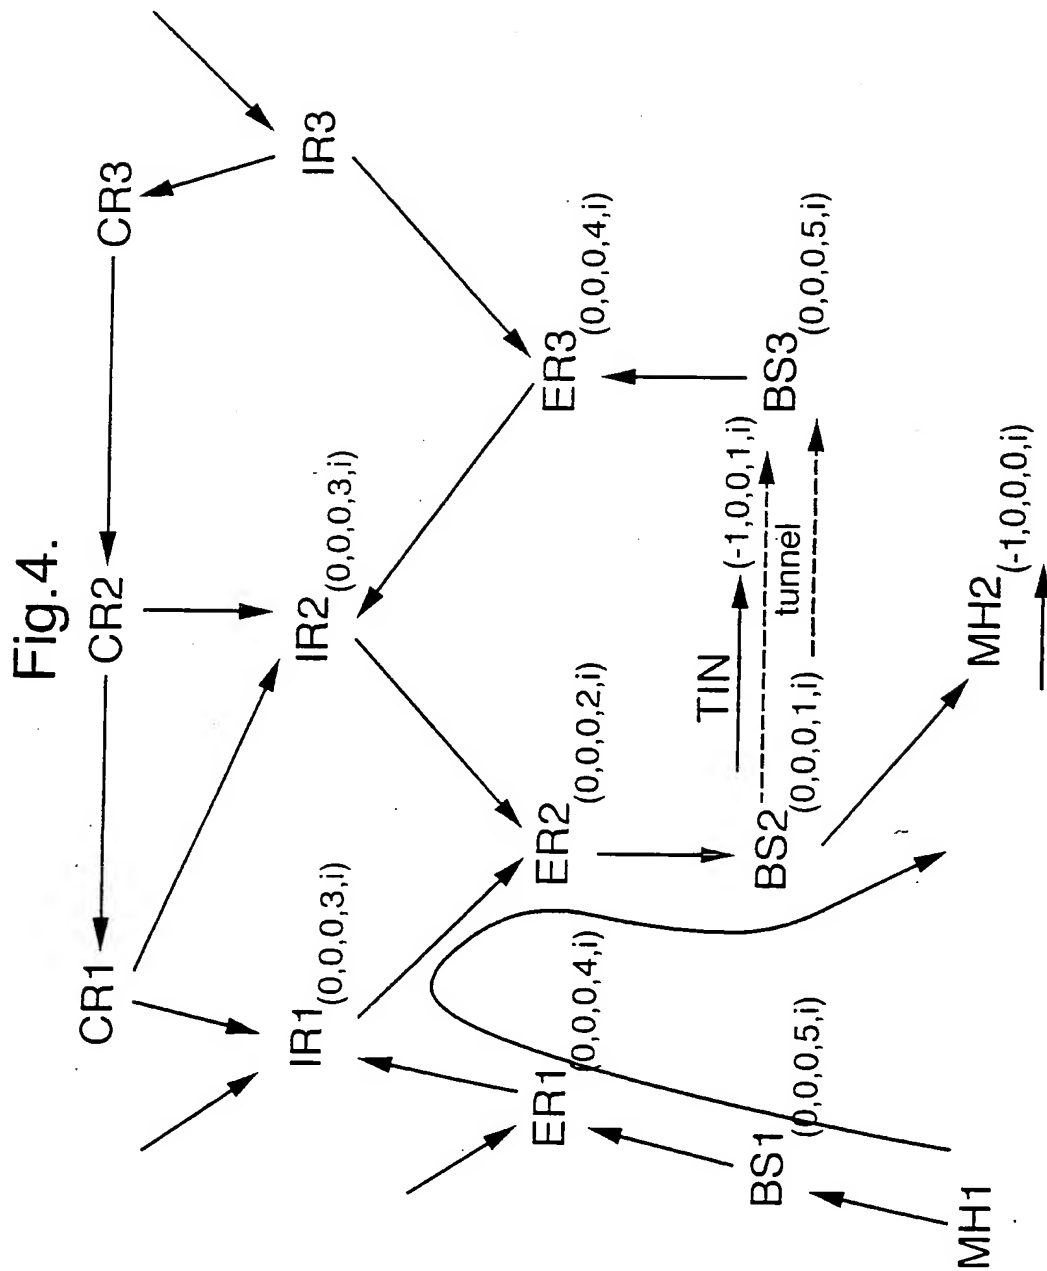 Fig.4.
CR1
CR2
CR3
IR1(0,0,0,3,i)
IR2(0,0,0,3,i)
IR3
ER1(0,0,0,4,i)
ER2(0,0,0,2,i)
ER3(0,0,0,4,i)
TIN
(-1,0,0,1,i)
tunnel
BS1(0,0,0,5,i)
BS2(0,0,0,1,i)
BS3(0,0,0,5,i)
MH1
MH2(-1,0,0,0,i)